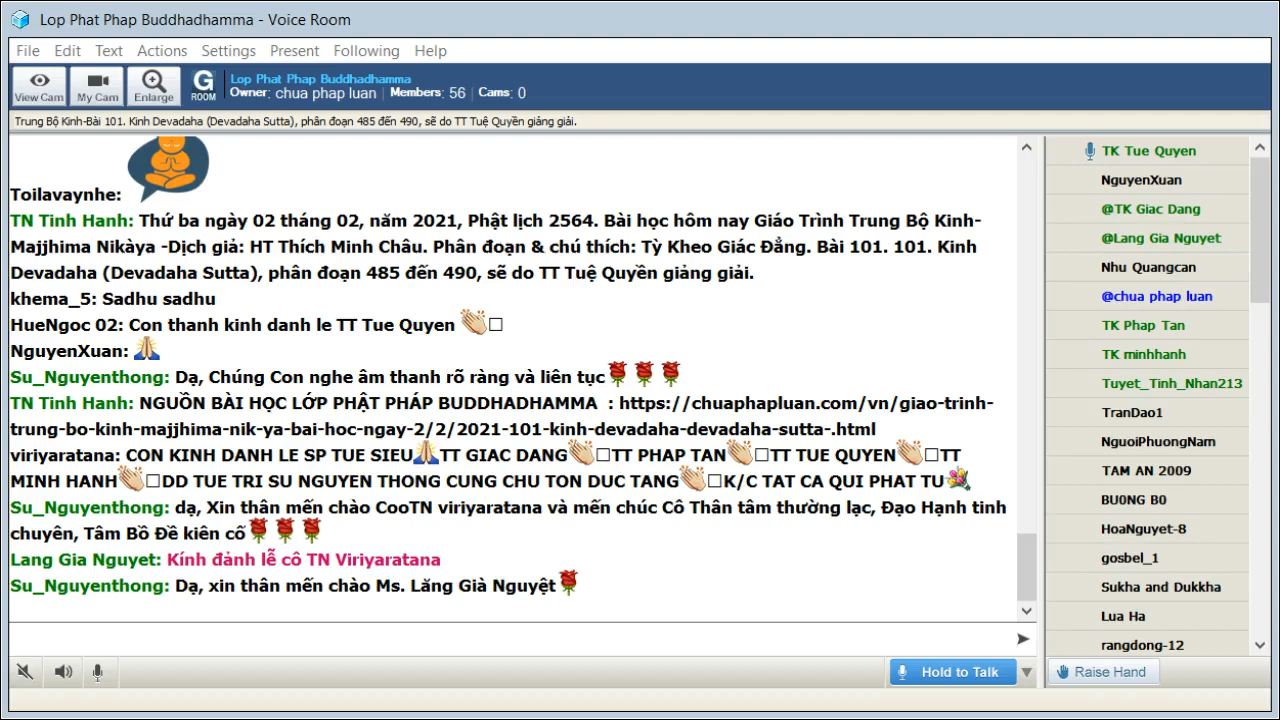 Lop Phat Phap Buddhadhamma - Voice Room
File Edit Text Actions Settings Present Following Help
View Cam My Cam Enlarge G ROOM
Lop Phat Phap Buddhadhamma
Owner: chua phap luan | Members: 56 | Cams: 0
Trung Bộ Kinh-Bài 101. Kinh Devadaha (Devadaha Sutta), phân đoạn 485 đến 490, sẽ do TT Tuệ Quyền giảng giải.
Toilavaynhe:
TN Tinh Hanh: Thứ ba ngày 02 tháng 02, năm 2021, Phật lịch 2564. Bài học hôm nay Giáo Trình Trung Bộ Kinh-
Majjhima Nikàya -Dịch giả: HT Thích Minh Châu. Phân đoạn & chú thích: Tỳ Kheo Giác Đẳng. Bài 101. 101. Kinh
Devadaha (Devadaha Sutta), phân đoạn 485 đến 490, sẽ do TT Tuệ Quyền giảng giải.
khema_5: Sadhu sadhu
HueNgoc 02: Con thanh kinh danh le TT Tue Quyen 👏□
NguyenXuan: 🙏
Su_Nguyenthong: Dạ, Chúng Con nghe âm thanh rõ ràng và liên tục🌹🌹🌹
TN Tinh Hanh: NGUỒN BÀI HỌC LỚP PHẬT PHÁP BUDDHADHAMMA : https://chuaphapluan.com/vn/giao-trinh-
trung-bo-kinh-majjhima-nik-ya-bai-hoc-ngay-2/2/2021-101-kinh-devadaha-devadaha-sutta-.html
viriyaratana: CON KINH DANH LE SP TUE SIEU🙏TT GIAC DANG👏□TT PHAP TAN👏□TT TUE QUYEN👏□TT
MINH HANH👏□DD TUE TRI SU NGUYEN THONG CUNG CHU TON DUC TANG👏□K/C TAT CA QUI PHAT TU💐
Su_Nguyenthong: dạ, Xin thân mến chào CooTN viriyaratana và mến chúc Cô Thân tâm thường lạc, Đạo Hạnh tinh
chuyên, Tâm Bồ Đề kiên cố🌹🌹🌹
Lang Gia Nguyet: Kính đảnh lễ cô TN Viriyaratana
Su_Nguyenthong: Dạ, xin thân mến chào Ms. Lăng Già Nguyệt🌹
Hold to Talk
TK Tue Quyen
NguyenXuan
@TK Giac Dang
@Lang Gia Nguyet
Nhu Quangcan
@chua phap luan
TK Phap Tan
TK minhhanh
Tuyet_Tinh_Nhan213
TranDao1
NguoiPhuongNam
TAM AN 2009
BU0NG B0
HoaNguyet-8
gosbel_1
Sukha and Dukkha
Lua Ha
rangdong-12
Raise Hand